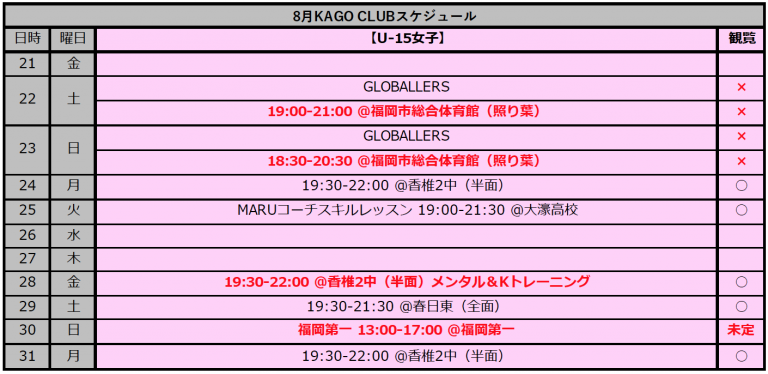 8月KAGO CLUBスケジュール
日時 曜日 【U-15女子】 観覧
21 金
22 土 GLOBALLERS ×
19:00-21:00 @福岡市総合体育館（照り葉） ×
23 日 GLOBALLERS ×
18:30-20:30 @福岡市総合体育館（照り葉） ×
24 月 19:30-22:00 @香椎2中（半面） ○
25 火 MARUコーチスキルレッスン 19:00-21:30 @大濠高校 ○
26 水
27 木
28 金 19:30-22:00 @香椎2中（半面）メンタル＆Kトレーニング ○
29 土 19:30-21:30 @春日東（全面） ○
30 日 福岡第一 13:00-17:00 @福岡第一 未定
31 月 19:30-22:00 @香椎2中（半面） ○